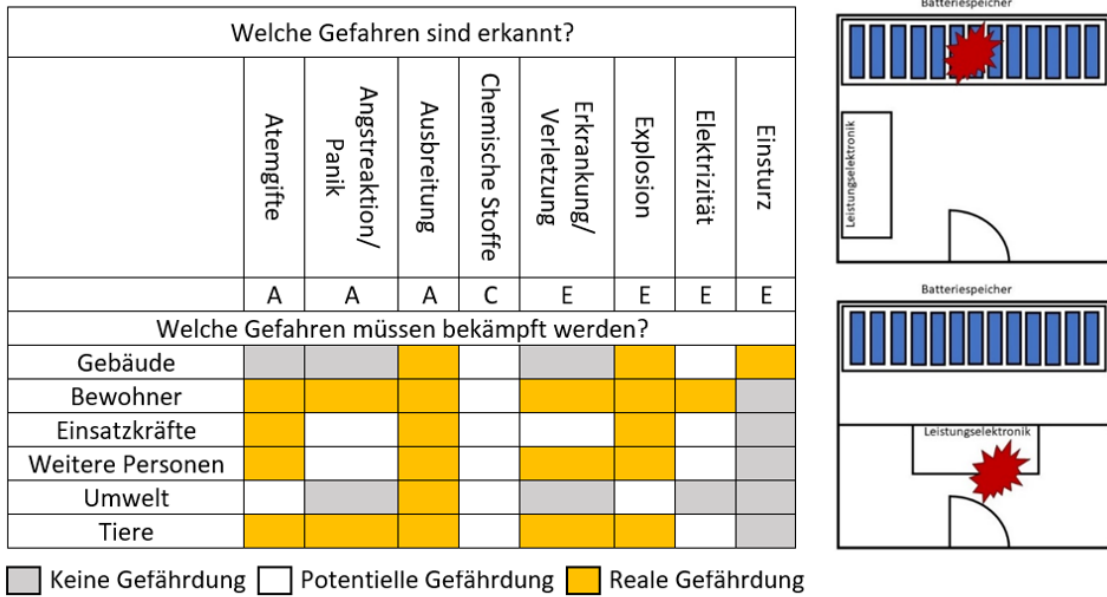 Welche Gefahren sind erkannt?
Atemgifte
Angstreaktion/
Panik
Ausbreitung
Chemische Stoffe
Erkrankung/
Verletzung
Explosion
Elektrizität
Einsturz
A A A C E E E E
Welche Gefahren müssen bekämpft werden?
Gebäude
Bewohner
Einsatzkräfte
Weitere Personen
Umwelt
Tiere
Keine Gefährdung Potentielle Gefährdung Reale Gefährdung
Batteriespeicher
Leistungselektronik
Batteriespeicher
Leistungselektronik